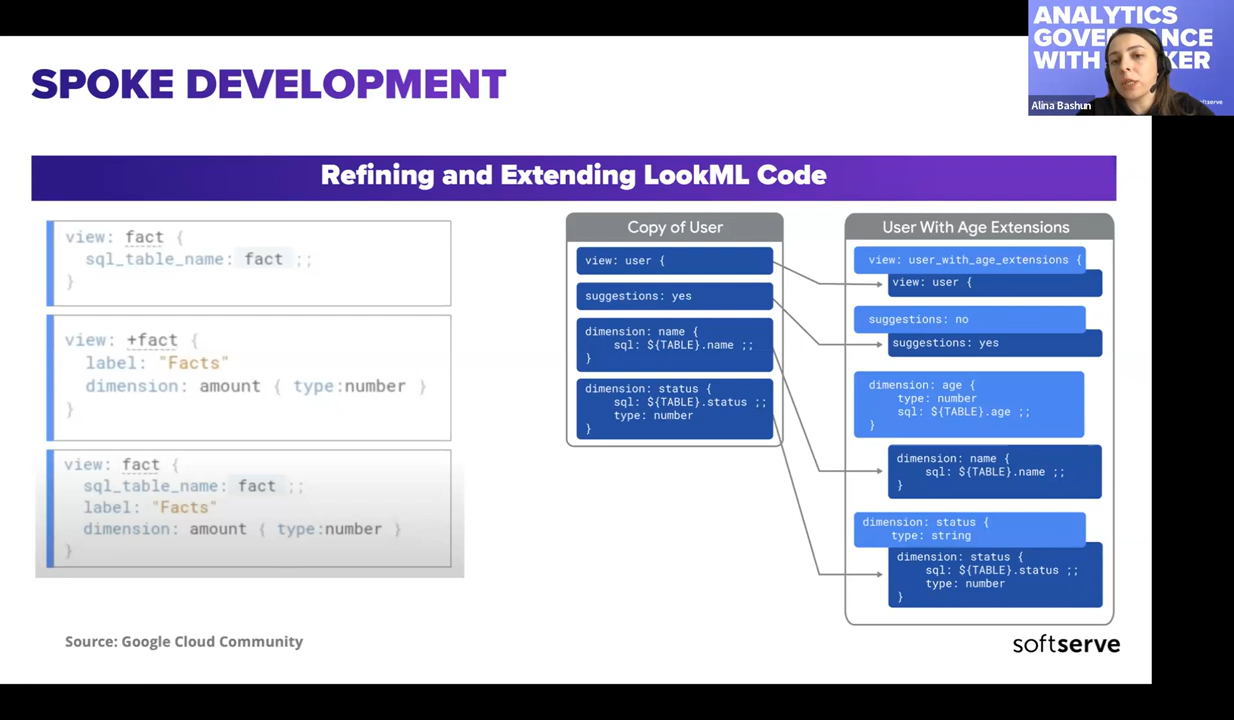 SPOKE DEVELOPMENT
ANALYTICS
GOVERNANCE
WITH LOOKER
Alina Bashun
softserve
Refining and Extending LookML Code
view: fact {
sql_table_name: fact ;;
}
view: +fact {
label: "Facts"
dimension: amount { type:number }
}
view: fact {
sql_table_name: fact ;;
label: "Facts"
dimension: amount { type:number }
}
Copy of User
view: user {
suggestions: yes
dimension: name {
sql: ${TABLE}.name ;;
}
dimension: status {
sql: ${TABLE}.status ;;
type: number
}
User With Age Extensions
view: user_with_age_extensions {
view: user {
suggestions: no
suggestions: yes
dimension: age {
type: number
sql: ${TABLE}.age ;;
}
dimension: name {
sql: ${TABLE}.name ;;
}
dimension: status {
type: string
dimension: status {
sql: ${TABLE}.status ;;
type: number
}
Source: Google Cloud Community
softserve